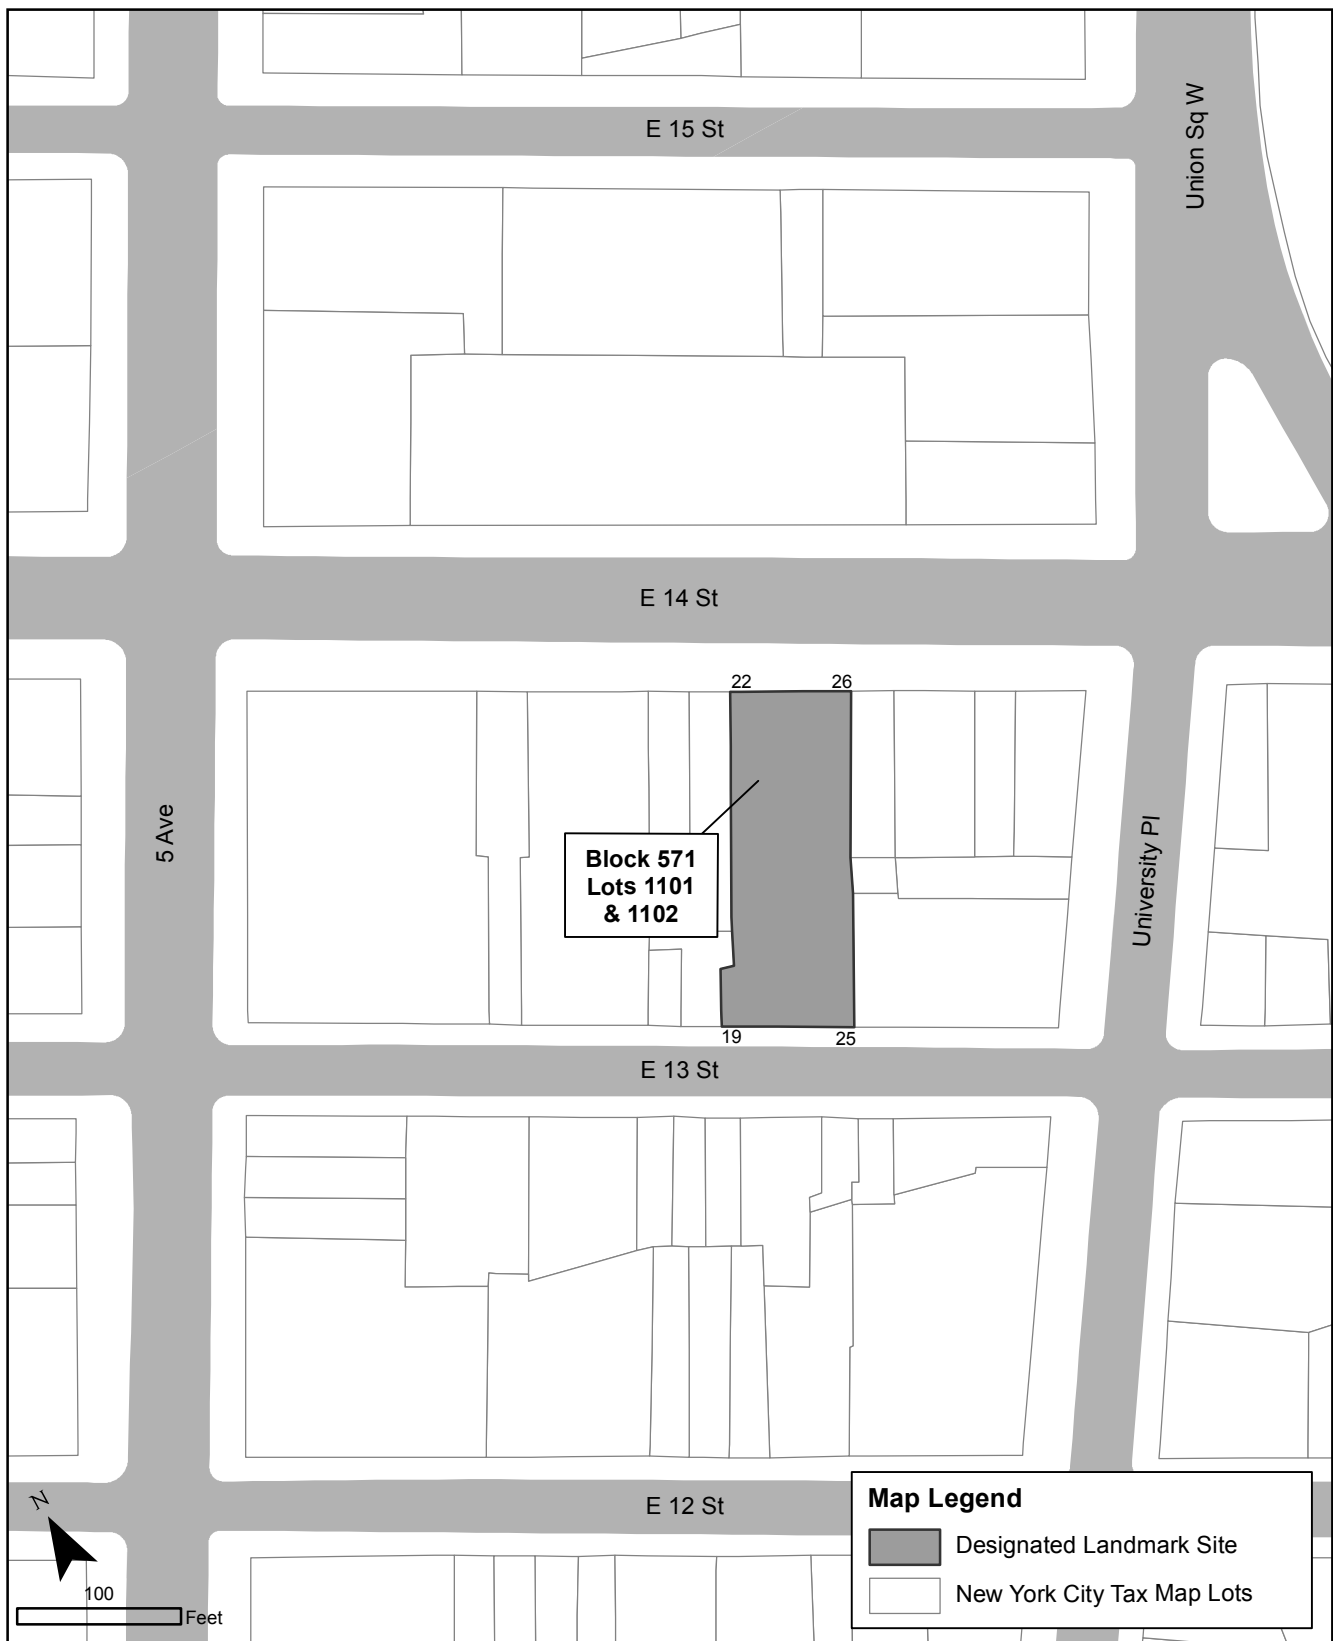 E 15 St
Union Sq W
E 14 St
22
26
5 Ave
Block 571
Lots 1101
& 1102
University Pl
19
25
E 13 St
E 12 St
N
100
Feet
Map Legend
Designated Landmark Site
New York City Tax Map Lots